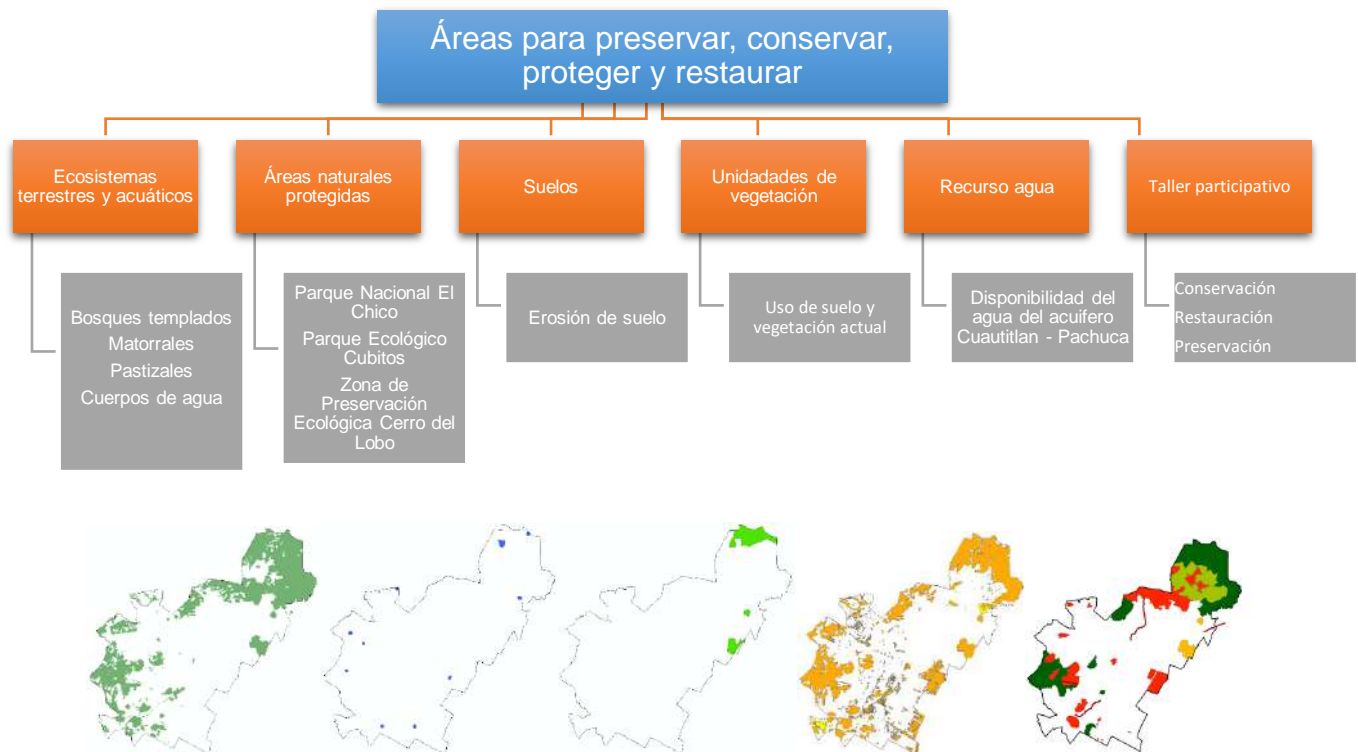 Áreas para preservar, conservar,
proteger y restaurar
Ecosistemas
terrestres y acuáticos
Áreas naturales
protegidas
Suelos
Unidadades de
vegetación
Recurso agua
Taller participativo
Bosques templados
Matorrales
Pastizales
Cuerpos de agua
Parque Nacional El
Chico
Parque Ecológico
Cubitos
Zona de
Preservación
Ecológica Cerro del
Lobo
Erosión de suelo
Uso de suelo y
vegetación actual
Disponibilidad del
agua del acuifero
Cuautitlan - Pachuca
Conservación
Restauración
Preservación